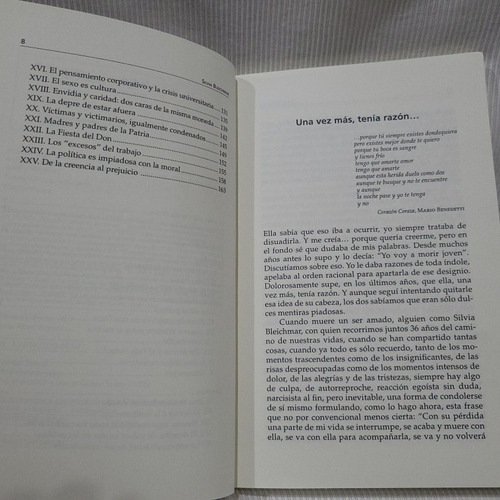 8
SILVIA BLEICHMAR
XVI. El pensamiento corporativo y la crisis universitaria 131
XVII. El sexo es cultura 135
XVIII. Envidia y caridad: dos caras de la misma moneda 136
XIX. La depre de estar afuera 139
XX. Víctimas y victimarios, igualmente condenados 142
XXI. Madres y padres de la Patria 145
XXII. La Fiesta del Don 149
XXIII. Los "excesos" del trabajo 152
XXIV. La política es impiadosa con la moral 158
XXV. De la creencia al prejuicio 163
Una vez más, tenía razón...
...porque tú siempre existes dondequiera
pero existes mejor donde te quiero
porque tu boca es sangre
y tienes frío
tengo que amarte amor
tengo que amarte
aunque esta herida duela como dos
aunque te busque y no te encuentre
y aunque
la noche pase y yo te tenga
y no
CORAZÓN CORAZA, MARIO BENEDETTI
Ella sabía que eso iba a ocurrir, yo siempre trataba de
disuadirla. Y me creía... porque quería creerme, pero en
el fondo sé que dudaba de mis palabras. Desde muchos
años antes lo supo y lo decía: "Yo voy a morir joven".
Discutíamos sobre eso. Yo le daba razones de toda índole,
apelaba al orden racional para apartarla de ese designio.
Dolorosamente supe, en los últimos años, que ella, una
vez más, tenía razón. Y aunque seguí intentando quitarle
esa idea de su cabeza, los dos sabíamos que eran sólo dul-
ces mentiras piadosas.
Cuando muere un ser amado, alguien como Silvia
Bleichmar, con quien recorrimos juntos 36 años del cami-
no de nuestras vidas, cuando se han compartido tantas
cosas, cuando ya todo es sólo recuerdo, tanto de los mo-
mentos trascendentes como de los insignificantes, de las
risas despreocupadas como de los momentos intensos de
dolor, de las alegrías y de las tristezas, siempre hay algo
de culpa, de autorreproche, reacción egoísta sin duda,
narcisista al fin, pero inevitable, una forma de condolerse
de sí mismo formulando, como lo hago ahora, esta frase
que no por convencional menos cierta: "Con su pérdida
una parte de mi vida se interrumpe, se acaba y muere con
ella, se va con ella para acompañarla, se va y no volverá